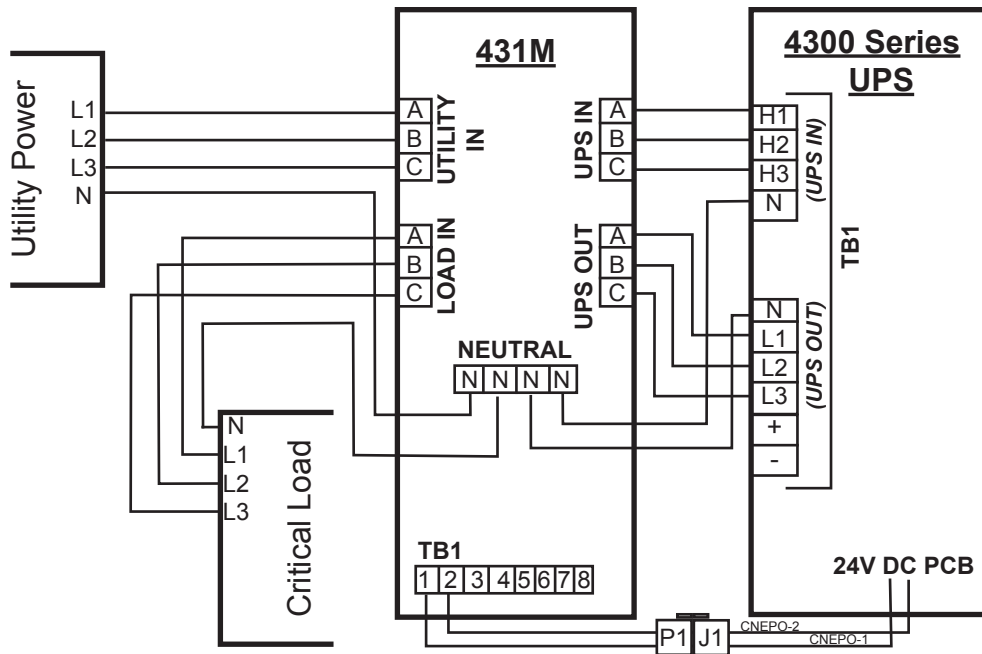 Utility Power
L1
L2
L3
N
431M
A
B
C
UTILITY
IN
A
B
C
LOAD IN
A
B
C
UPS IN
A
B
C
UPS OUT
NEUTRAL
N N N N
TB1
1 2 3 4 5 6 7 8
4300 Series
UPS
H1
H2
H3
N
(UPS IN)
TB1
N
L1
L2
L3
+
-
(UPS OUT)
24V DC PCB
Critical Load
N
L1
L2
L3
P1 J1
CNEPO-2
CNEPO-1